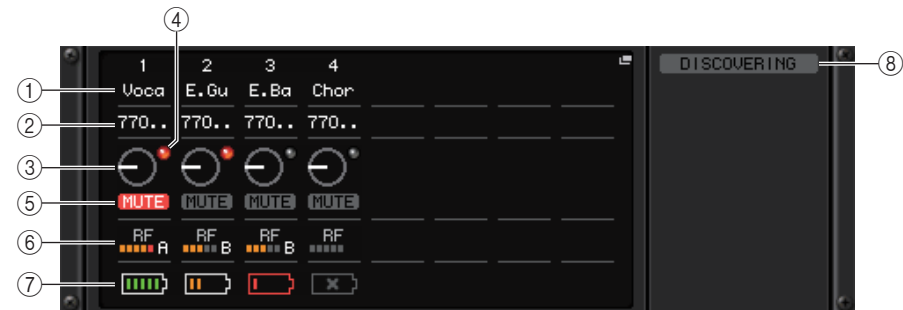 ④
1 2 3 4
DISCOVERING ⑧
① Voca E.Gu E.Ba Chor
② 770.. 770.. 770.. 770..
③
⑤ MUTE MUTE MUTE MUTE
⑥ RF A RF B RF B RF
⑦